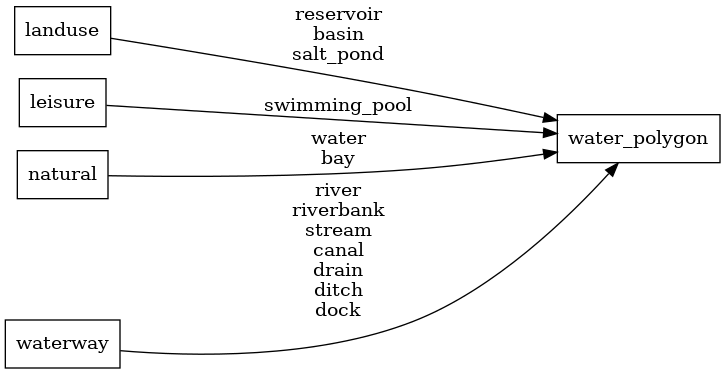 landuse
reservoir
basin
salt_pond
leisure
swimming_pool
natural
water
bay
water_polygon
river
riverbank
stream
canal
drain
ditch
dock
waterway